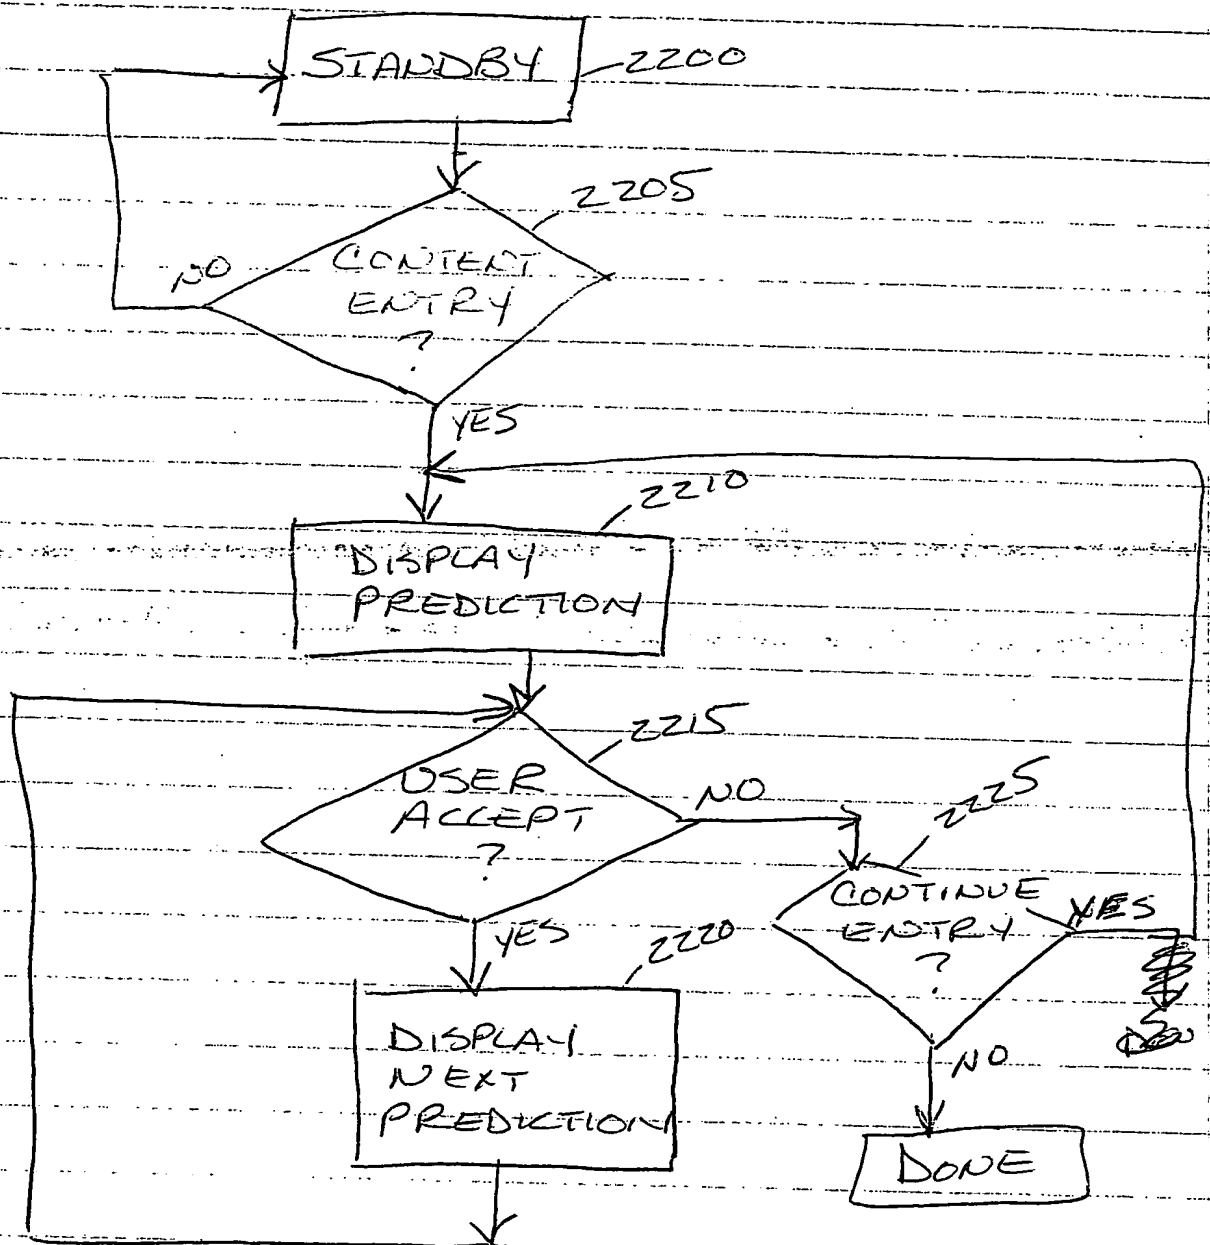 STANDBY
2200
2205
NO
CONTENT
ENTRY
?
YES
2210
DISPLAY
PREDICTION
2215
USER
ACCEPT
?
NO
2225
CONTINUE
ENTRY
?
YES
YES
2220
DISPLAY
NEXT
PREDICTION
NO
DONE